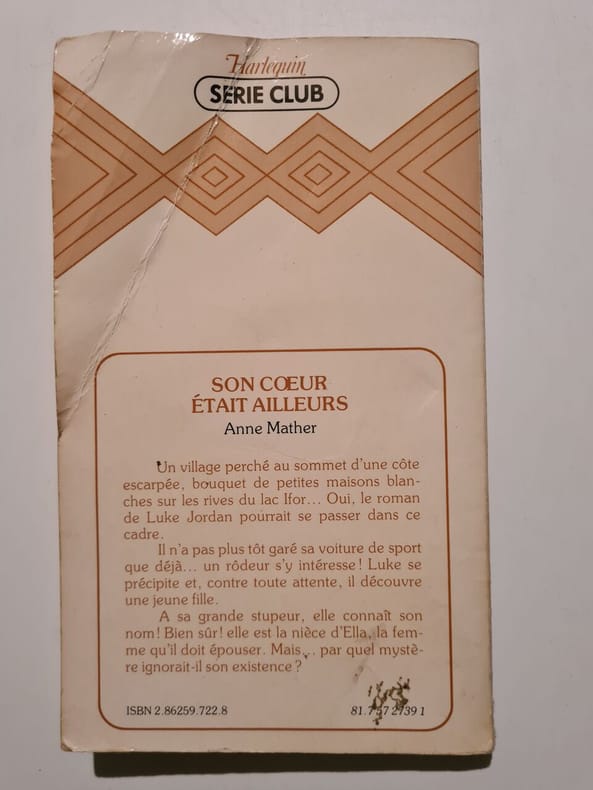 Harlequin
SÉRIE CLUB
SON CŒUR
ÉTAIT AILLEURS
Anne Mather
Un village perché au sommet d'une côte
escarpée, bouquet de petites maisons blan-
ches sur les rives du lac Ifor... Oui, le roman
de Luke Jordan pourrait se passer dans ce
cadre.
Il n'a pas plus tôt garé sa voiture de sport
que déjà... un rôdeur s'y intéresse ! Luke se
précipite et, contre toute attente, il découvre
une jeune fille.
A sa grande stupeur, elle connaît son
nom ! Bien sûr ! elle est la nièce d'Ella, la fem-
me qu'il doit épouser. Mais... par quel mystè-
re ignorait-il son existence ?
ISBN 2.86259.722.8
81.757 2739 1